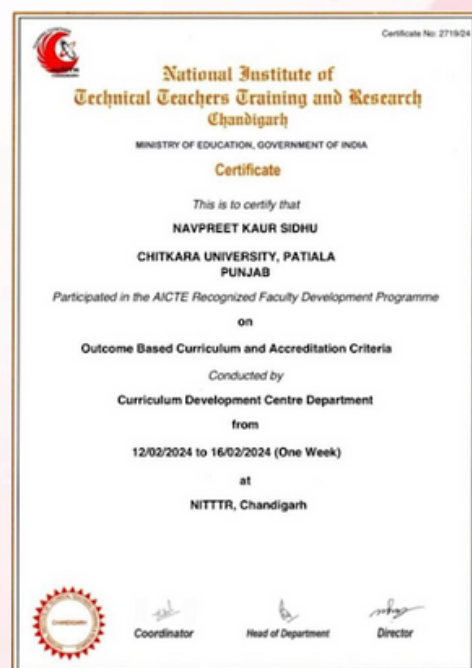 Certificate No: 2719/24
National Institute of
Technical Teachers Training and Research
Chandigarh
MINISTRY OF EDUCATION, GOVERNMENT OF INDIA
Certificate
This is to certify that
NAVPREET KAUR SIDHU
CHITKARA UNIVERSITY, PATIALA
PUNJAB
Participated in the AICTE Recognized Faculty Development Programme
on
Outcome Based Curriculum and Accreditation Criteria
Conducted by
Curriculum Development Centre Department
from
12/02/2024 to 16/02/2024 (One Week)
at
NITTTR, Chandigarh
CHANDIGARH
Coordinator
Head of Department
Director